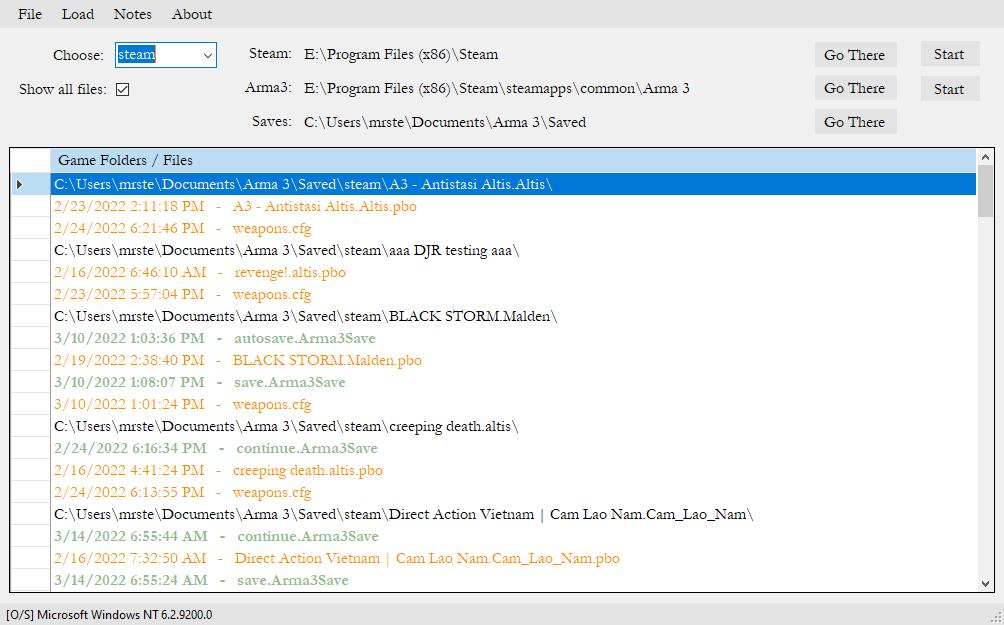 File Load Notes About
Choose: steam Steam: E:\Program Files (x86)\Steam Go There Start
Show all files: Arma3: E:\Program Files (x86)\Steam\steamapps\common\Arma 3 Go There Start
Saves: C:\Users\mrste\Documents\Arma 3\Saved Go There
Game Folders / Files
C:\Users\mrste\Documents\Arma 3\Saved\steam\A3 - Antistasi Altis.Altis\
2/23/2022 2:11:18 PM - A3 - Antistasi Altis.Altis.pbo
2/24/2022 6:21:46 PM - weapons.cfg
C:\Users\mrste\Documents\Arma 3\Saved\steam\aaa DJR testing aaa\
2/16/2022 6:46:10 AM - revenge!.altis.pbo
2/23/2022 5:57:04 PM - weapons.cfg
C:\Users\mrste\Documents\Arma 3\Saved\steam\BLACK STORM.Malden\
3/10/2022 1:03:36 PM - autosave.Arma3Save
2/19/2022 2:38:40 PM - BLACK STORM.Malden.pbo
3/10/2022 1:08:07 PM - save.Arma3Save
3/10/2022 1:01:24 PM - weapons.cfg
C:\Users\mrste\Documents\Arma 3\Saved\steam\creeping death.altis\
2/24/2022 6:16:34 PM - continue.Arma3Save
2/16/2022 4:41:24 PM - creeping death.altis.pbo
2/24/2022 6:13:55 PM - weapons.cfg
C:\Users\mrste\Documents\Arma 3\Saved\steam\Direct Action Vietnam | Cam Lao Nam.Cam_Lao_Nam\
3/14/2022 6:55:44 AM - continue.Arma3Save
2/16/2022 7:32:50 AM - Direct Action Vietnam | Cam Lao Nam.Cam_Lao_Nam.pbo
3/14/2022 6:55:24 AM - save.Arma3Save
[O/S] Microsoft Windows NT 6.2.9200.0